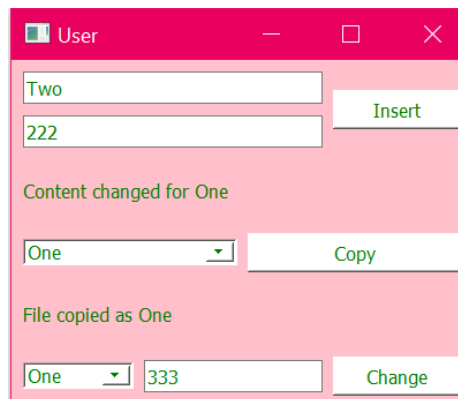 User
Two
Insert
222
Content changed for One
One Copy
File copied as One
One 333 Change